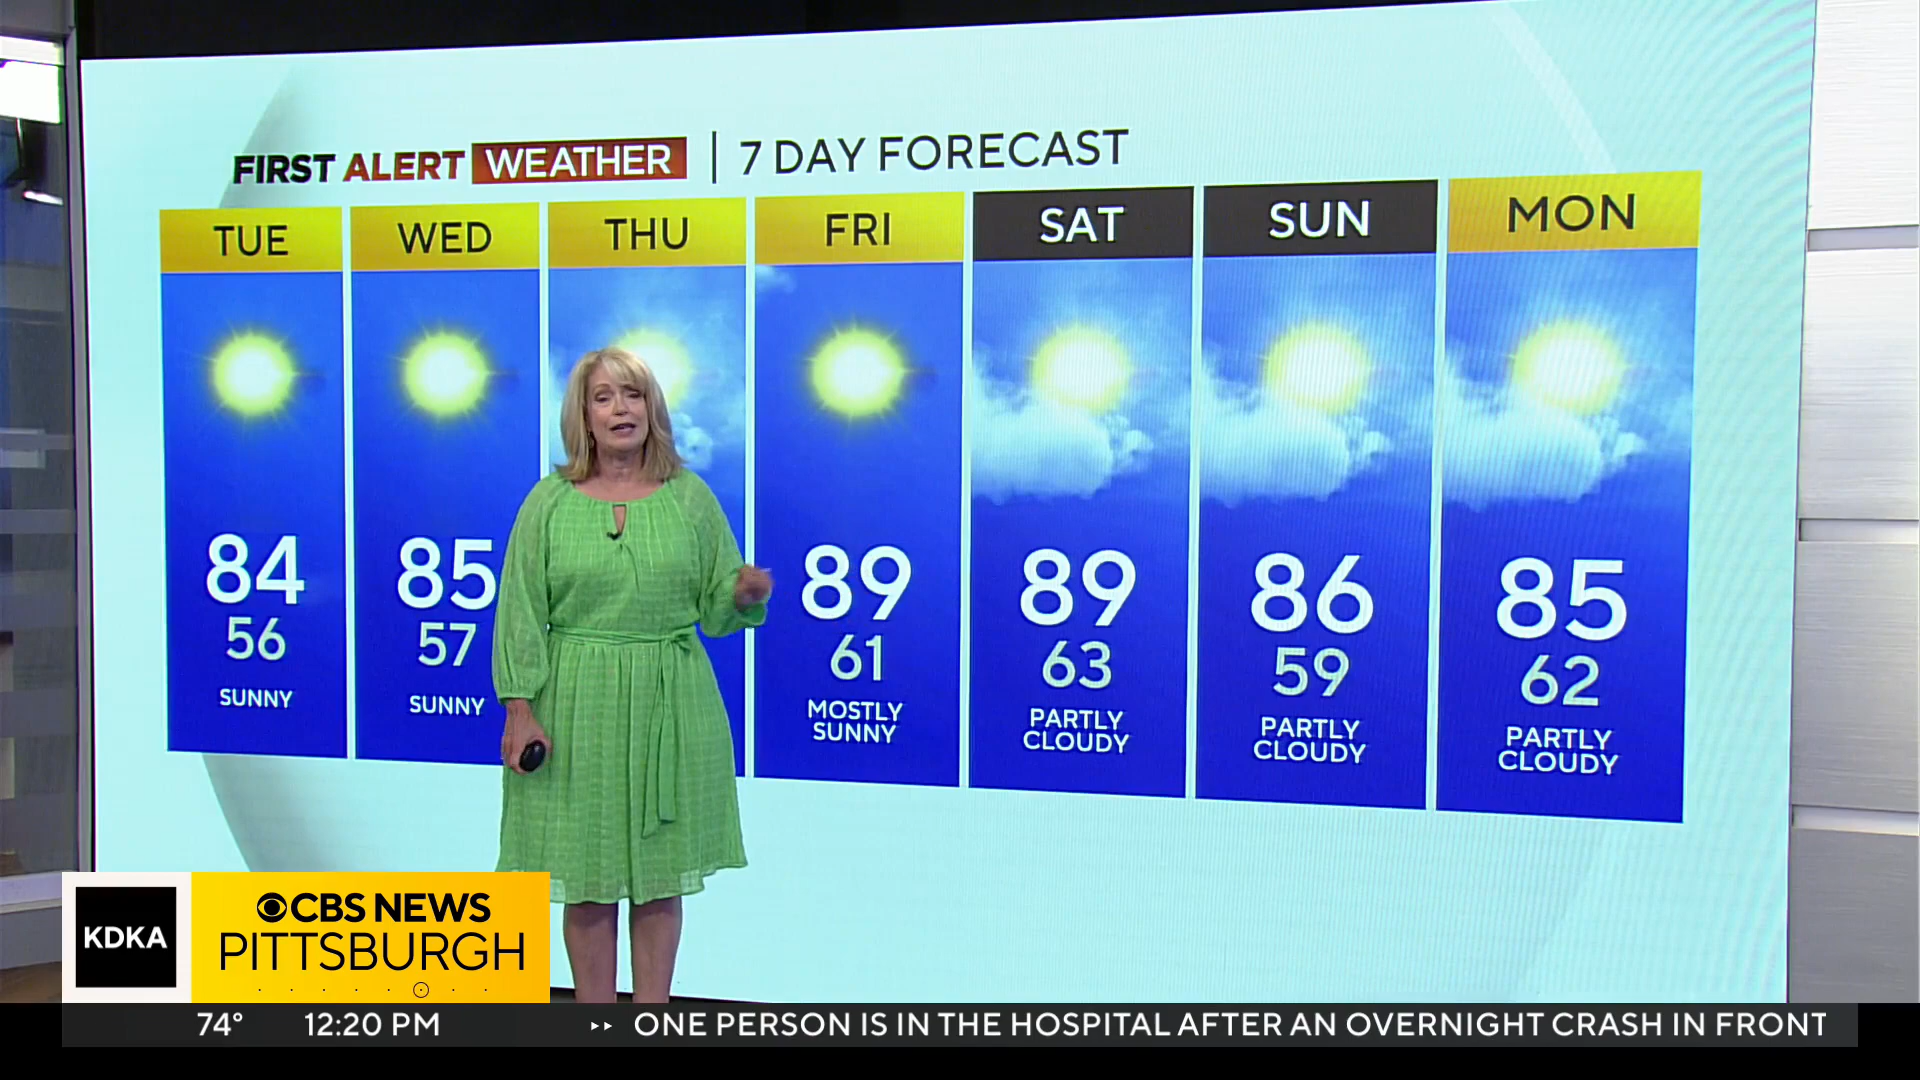 FIRST ALERT WEATHER | 7 DAY FORECAST
TUE
84
56
SUNNY
WED
85
57
SUNNY
THU
FRI
89
61
MOSTLY
SUNNY
SAT
89
63
PARTLY
CLOUDY
SUN
86
59
PARTLY
CLOUDY
MON
85
62
PARTLY
CLOUDY
KDKA
CBS NEWS
PITTSBURGH
74° 12:20 PM ONE PERSON IS IN THE HOSPITAL AFTER AN OVERNIGHT CRASH IN FRONT